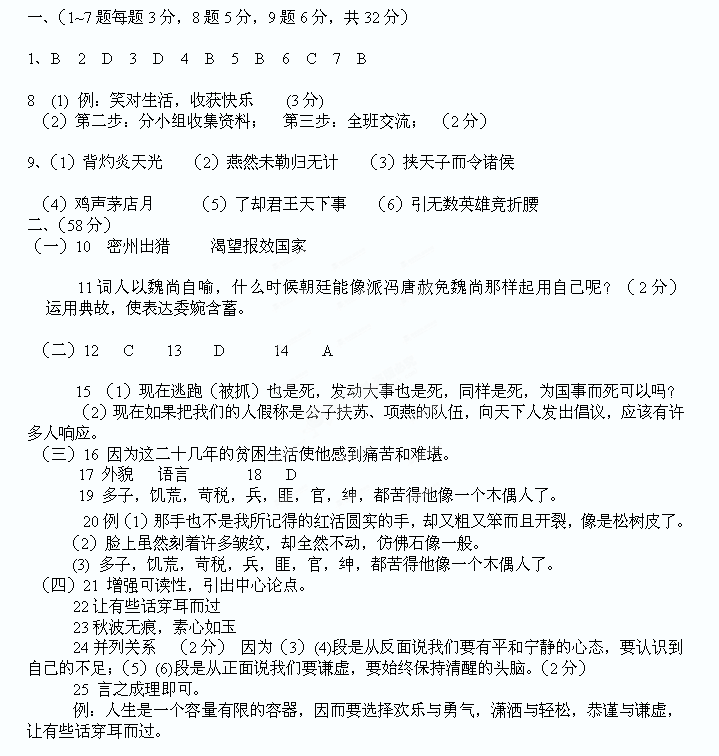 一、（1~7题每题3分，8题5分，9题6分，共32分）
1、B 2 D 3 D 4 B 5 B 6 C 7 B
8 (1) 例：笑对生活，收获快乐 (3分)
（2）第二步：分小组收集资料； 第三步：全班交流； （2分）
9、（1）背灼炎天光 （2）燕然未勒归无计 （3）挟天子而令诸侯
（4）鸡声茅店月 （5）了却君王天下事 （6）引无数英雄竞折腰
二、（58分）
（一）10 密州出猎 渴望报效国家
11词人以魏尚自喻，什么时候朝廷能像派冯唐赦免魏尚那样起用自己呢？（2分）
运用典故，使表达委婉含蓄。
（二）12 C 13 D 14 A
15 （1）现在逃跑（被抓）也是死，发动大事也是死，同样是死，为国事而死可以吗？
（2）现在如果把我们的人假称是公子扶苏、项燕的队伍，向天下人发出倡议，应该有许
多人响应。
（三）16 因为这二十几年的贫困生活使他感到痛苦和难堪。
17 外貌 语言 18 D
19 多子，饥荒，苛税，兵，匪，官，绅，都苦得他像一个木偶人了。
20例（1）那手也不是我所记得的红活圆实的手，却又粗又笨而且开裂，像是松树皮了。
（2）脸上虽然刻着许多皱纹，却全然不动，仿佛石像一般。
(3) 多子，饥荒，苛税，兵，匪，官，绅，都苦得他像一个木偶人了。
（四）21 增强可读性，引出中心论点。
22让有些话穿耳而过
23秋波无痕，素心如玉
24并列关系 （2分） 因为（3）(4)段是从反面说我们要有平和宁静的心态，要认识到
自己的不足；（5）(6)段是从正面说我们要谦虚，要始终保持清醒的头脑。（2分）
25 言之成理即可。
例：人生是一个容量有限的容器，因而要选择欢乐与勇气，潇洒与轻松，恭谨与谦虚，
让有些话穿耳而过。